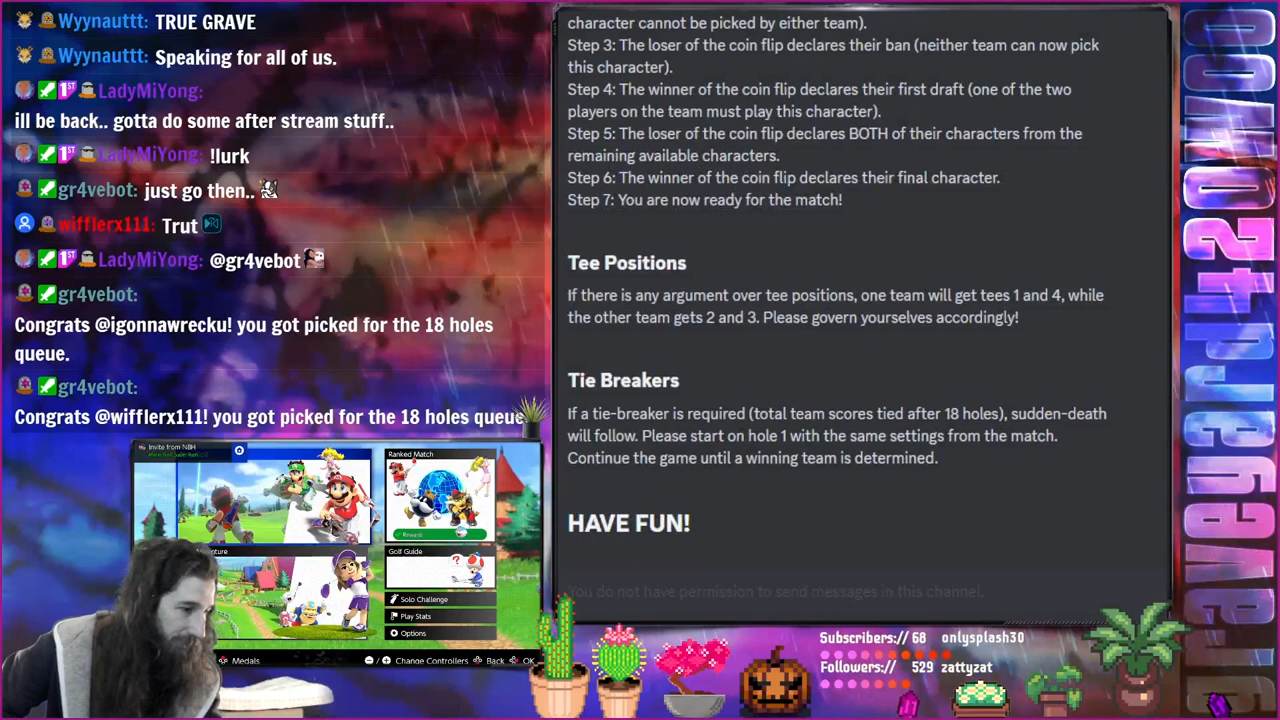 Wyynauttt: TRUE GRAVE
Wyynauttt: Speaking for all of us.
1ST LadyMiYong:
ill be back.. gotta do some after stream stuff..
1ST LadyMiYong: !lurk
gr4vebot: just go then..
wifflerx111: Trut
1ST LadyMiYong: @gr4vebot
gr4vebot:
Congrats @igonnawrecku! you got picked for the 18 holes
queue.
gr4vebot:
Congrats @wifflerx111! you got picked for the 18 holes queue
Invite from NBH
Ranked Match
Reward
Adventure
Golf Guide
Solo Challenge
Play Stats
Options
Medals
Change Controllers
Back
OK
character cannot be picked by either team).
Step 3: The loser of the coin flip declares their ban (neither team can now pick
this character).
Step 4: The winner of the coin flip declares their first draft (one of the two
players on the team must play this character).
Step 5: The loser of the coin flip declares BOTH of their characters from the
remaining available characters.
Step 6: The winner of the coin flip declares their final character.
Step 7: You are now ready for the match!
Tee Positions
If there is any argument over tee positions, one team will get tees 1 and 4, while
the other team gets 2 and 3. Please govern yourselves accordingly!
Tie Breakers
If a tie-breaker is required (total team scores tied after 18 holes), sudden-death
will follow. Please start on hole 1 with the same settings from the match.
Continue the game until a winning team is determined.
HAVE FUN!
You do not have permission to send messages in this channel.
Subscribers:// 68 onlysplash30
Followers:// 529 zattyzat